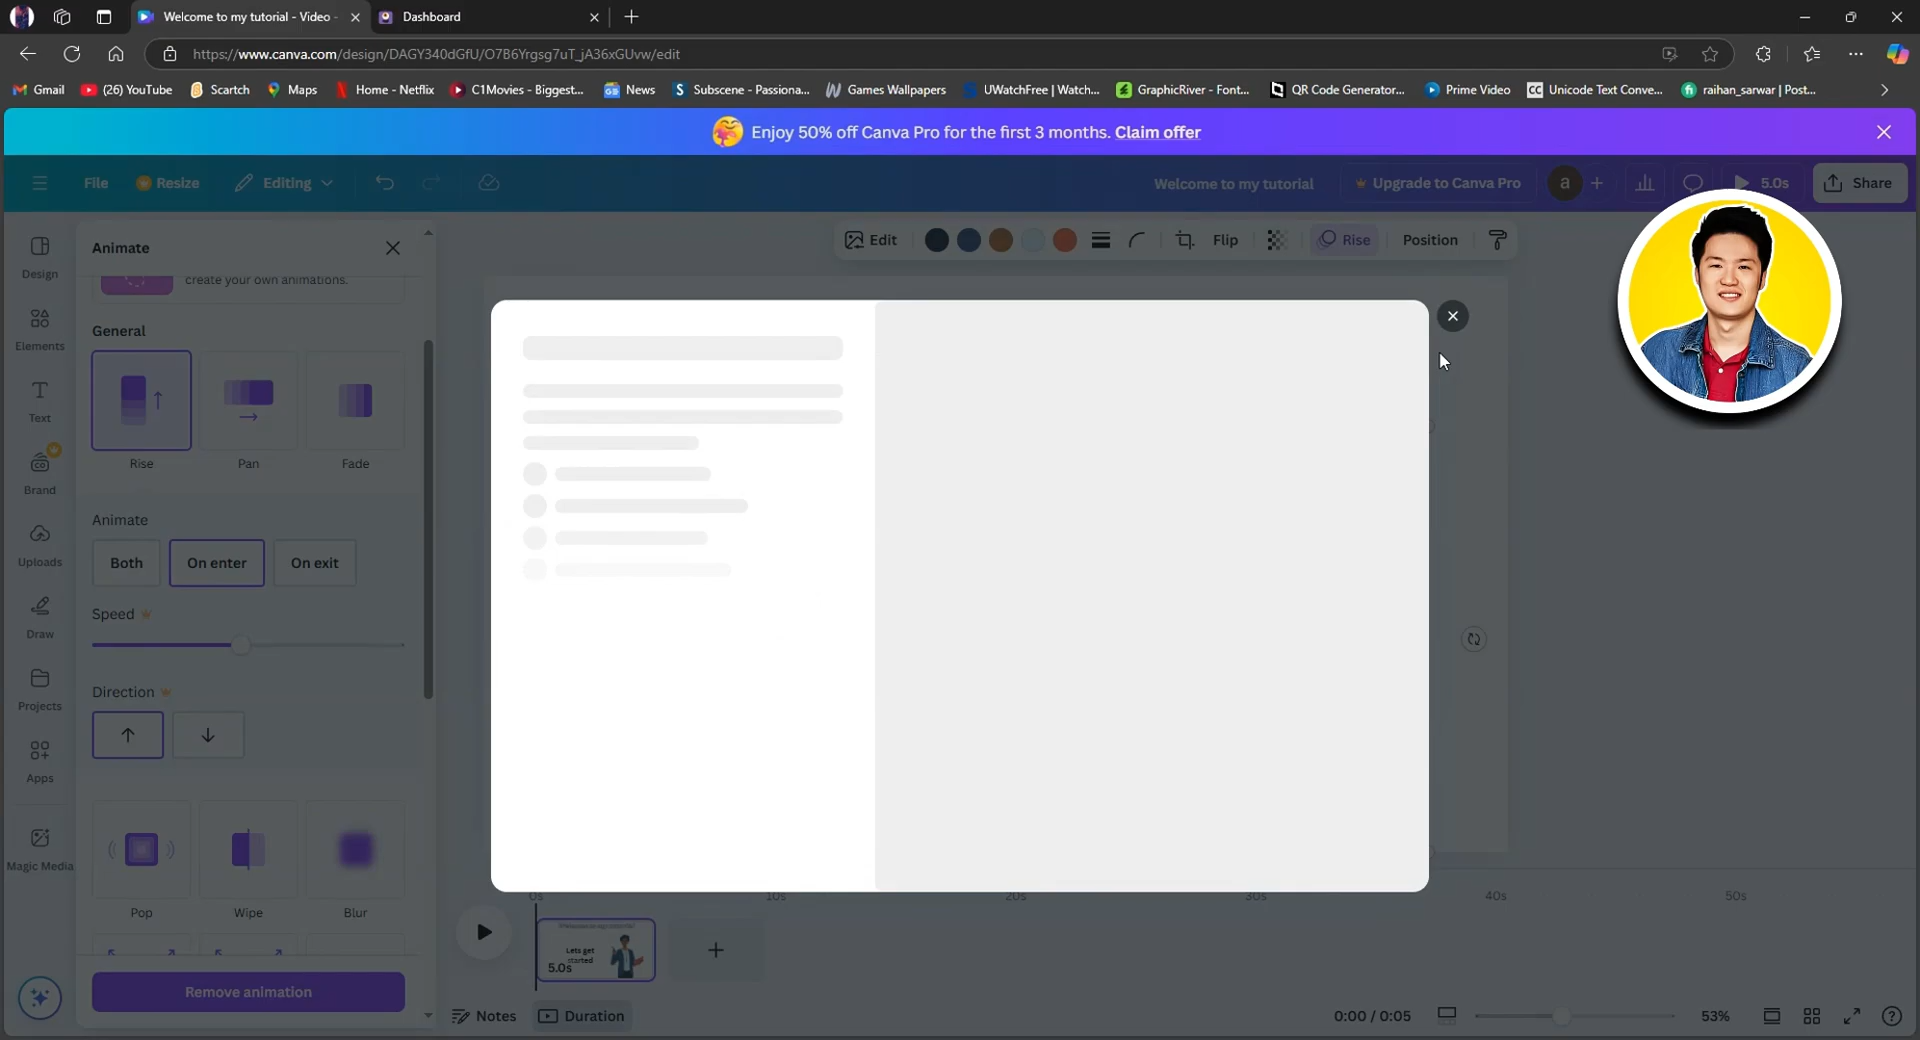 Welcome to my tutorial - Video -
Dashboard
https://www.canva.com/design/DAGY340dGfU/O7B6Yrgsg7uT_jA36xGUvw/edit
Gmail
(26) YouTube
Scartch
Maps
Home - Netflix
C1Movies - Biggest...
News
Subscene - Passiona...
Games Wallpapers
UWatchFree | Watch...
GraphicRiver - Font...
QR Code Generator...
Prime Video
Unicode Text Conve...
raihan_sarwar | Post...
Enjoy 50% off Canva Pro for the first 3 months. Claim offer
File
Resize
Editing
Welcome to my tutorial
Upgrade to Canva Pro
a
5.0s
Share
Edit
Flip
Rise
Position
Design
Elements
Text
Brand
Uploads
Draw
Projects
Apps
Magic Media
Animate
create your own animations.
General
Rise
Pan
Fade
Animate
Both
On enter
On exit
Speed
Direction
Pop
Wipe
Blur
Remove animation
0s
10s
20s
30s
40s
50s
Lets get
started
5.0s
Notes
Duration
0:00 / 0:05
53%